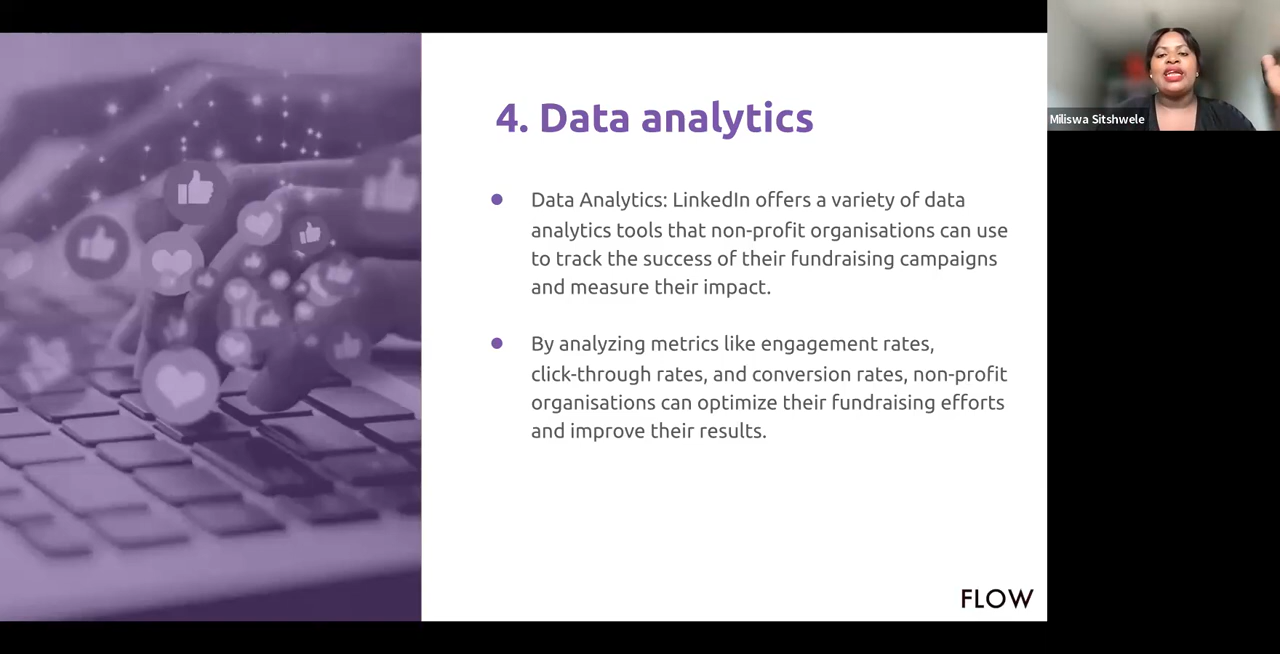 4. Data analytics
Data Analytics: LinkedIn offers a variety of data
analytics tools that non-profit organisations can use
to track the success of their fundraising campaigns
and measure their impact.
By analyzing metrics like engagement rates,
click-through rates, and conversion rates, non-profit
organisations can optimize their fundraising efforts
and improve their results.
FLOW
Miliswa Sitshwele